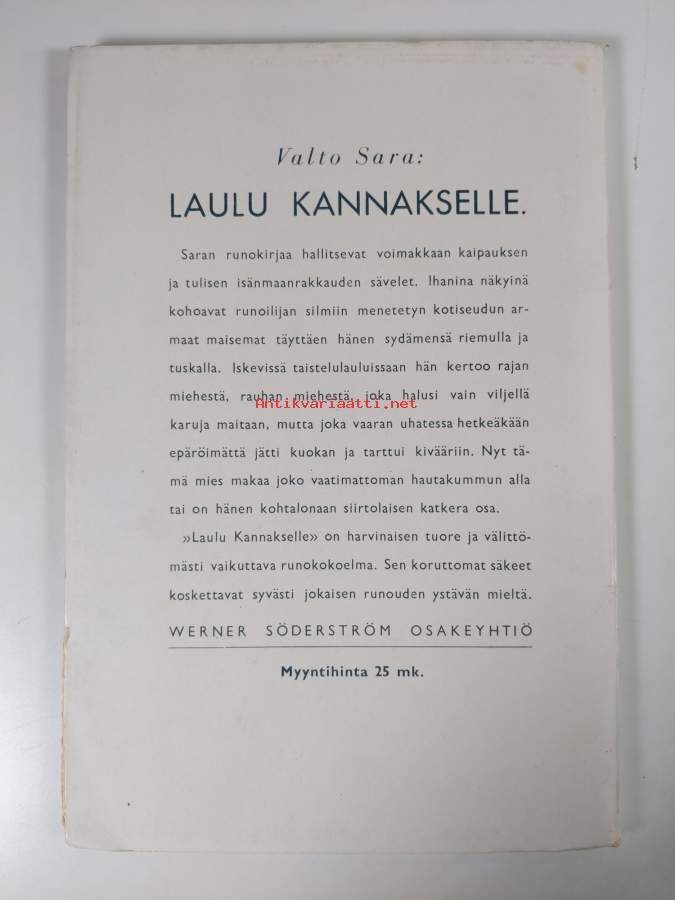 Valto Sara:
LAULU KANNAKSELLE.
Saran runokirjaa hallitsevat voimakkaan kaipauksen
ja tulisen isänmaanrakkauden sävelet. Ihanina näkyinä
kohoavat runoilijan silmiin menetetyn kotiseudun ar-
maat maisemat täyttäen hänen sydämensä riemulla ja
tuskalla. Iskevissä taistelulauluissaan hän kertoo rajan
miehestä, rauhan miehestä, joka halusi vain viljellä
Antikvariaatti.net
karuja maitaan, mutta joka vaaran uhatessa hetkeäkään
epäröimättä jätti kuokan ja tarttui kivääriin. Nyt tä-
mä mies makaa joko vaatimattoman hautakummun alla
tai on hänen kohtalonaan siirtolaisen katkera osa.
»Laulu Kannakselle» on harvinaisen tuore ja välittö-
mästi vaikuttava runokokoelma. Sen koruttomat säkeet
koskettavat syvästi jokaisen runouden ystävän mieltä.
WERNER SÖDERSTRÖM OSAKEYHTIÖ
Myyntihinta 25 mk.